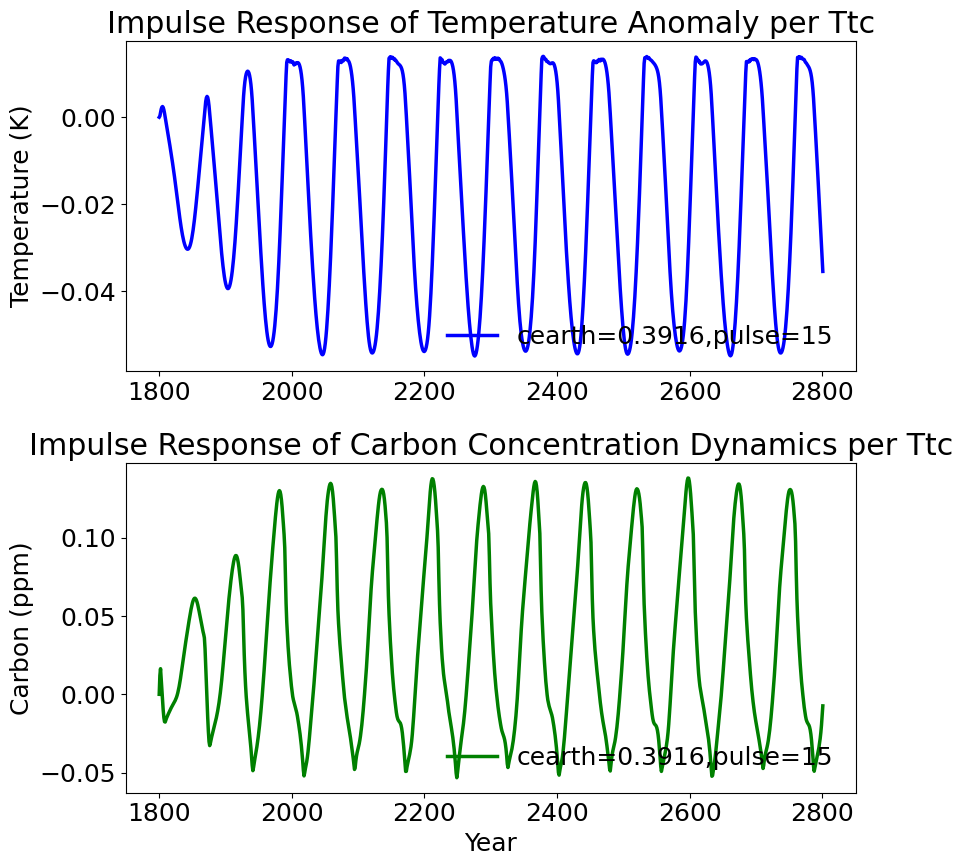 Impulse Response of Temperature Anomaly per Ttc
Temperature (K)
0.00
−0.02
−0.04
cearth=0.3916,pulse=15
1800 2000 2200 2400 2600 2800
Impulse Response of Carbon Concentration Dynamics per Ttc
Carbon (ppm)
0.10
0.05
0.00
−0.05
cearth=0.3916,pulse=15
1800 2000 2200 2400 2600 2800
Year